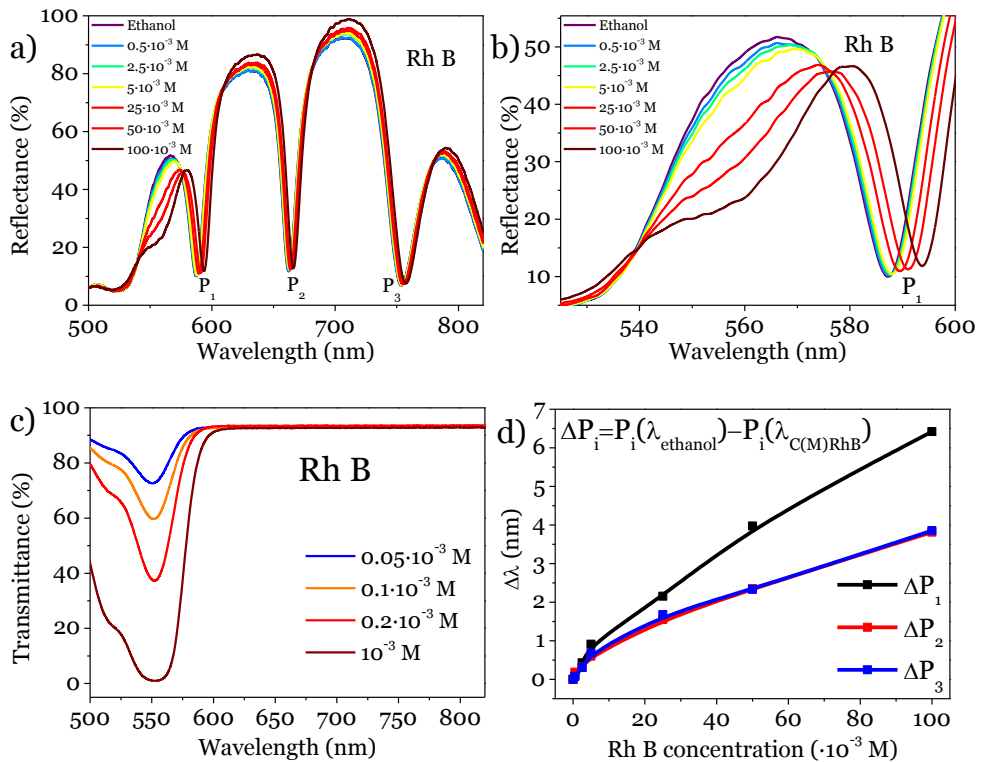 a)
Reflectance (%)
100
80
60
40
20
0
Ethanol
0.5·10⁻³ M
2.5·10⁻³ M
5·10⁻³ M
25·10⁻³ M
50·10⁻³ M
100·10⁻³ M
Rh B
P₁
P₂
P₃
500 600 700 800
Wavelength (nm)
b)
Reflectance (%)
50
40
30
20
10
Ethanol
0.5·10⁻³ M
2.5·10⁻³ M
5·10⁻³ M
25·10⁻³ M
50·10⁻³ M
100·10⁻³ M
Rh B
P₁
540 560 580 600
Wavelength (nm)
c)
Transmittance (%)
100
80
60
40
20
0
Rh B
0.05·10⁻³ M
0.1·10⁻³ M
0.2·10⁻³ M
10⁻³ M
500 550 600 650 700 750 800
Wavelength (nm)
d)
Δλ (nm)
7
6
5
4
3
2
1
0
ΔPᵢ=Pᵢ(λ_ethanol)−Pᵢ(λ_C(M)RhB)
ΔP₁
ΔP₂
ΔP₃
0 20 40 60 80 100
Rh B concentration (·10⁻³ M)